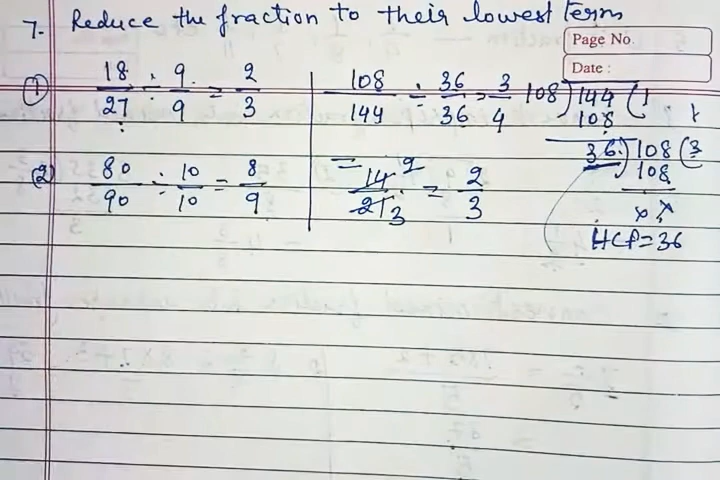 7. Reduce the fraction to their lowest term
Page No.
Date :
(1) 18/27 ÷ 9/9 = 2/3
108/144 ÷ 36/36 = 3/4
108) 144 (1
108
36) 108 (3
108
x x
HCF = 36
(2) 80/90 ÷ 10/10 = 8/9
= 14 2 / 21 3 = 2/3